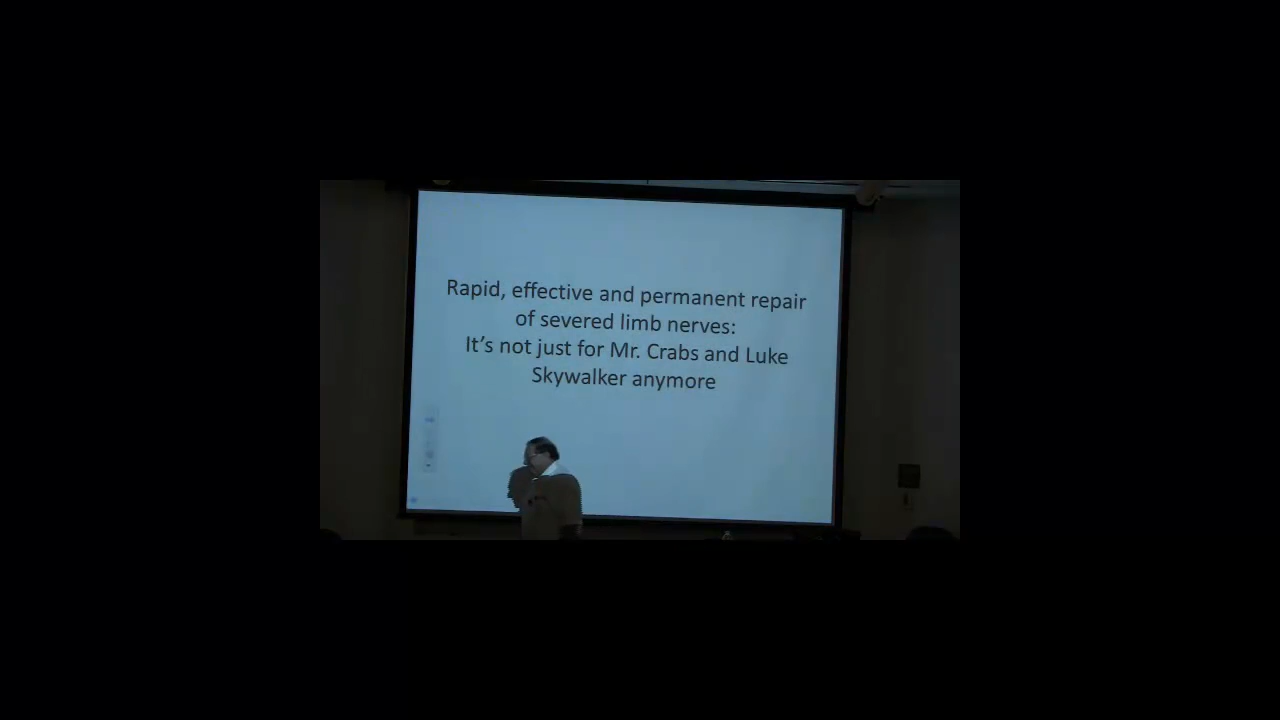 Rapid, effective and permanent repair
of severed limb nerves:
It's not just for Mr. Crabs and Luke
Skywalker anymore